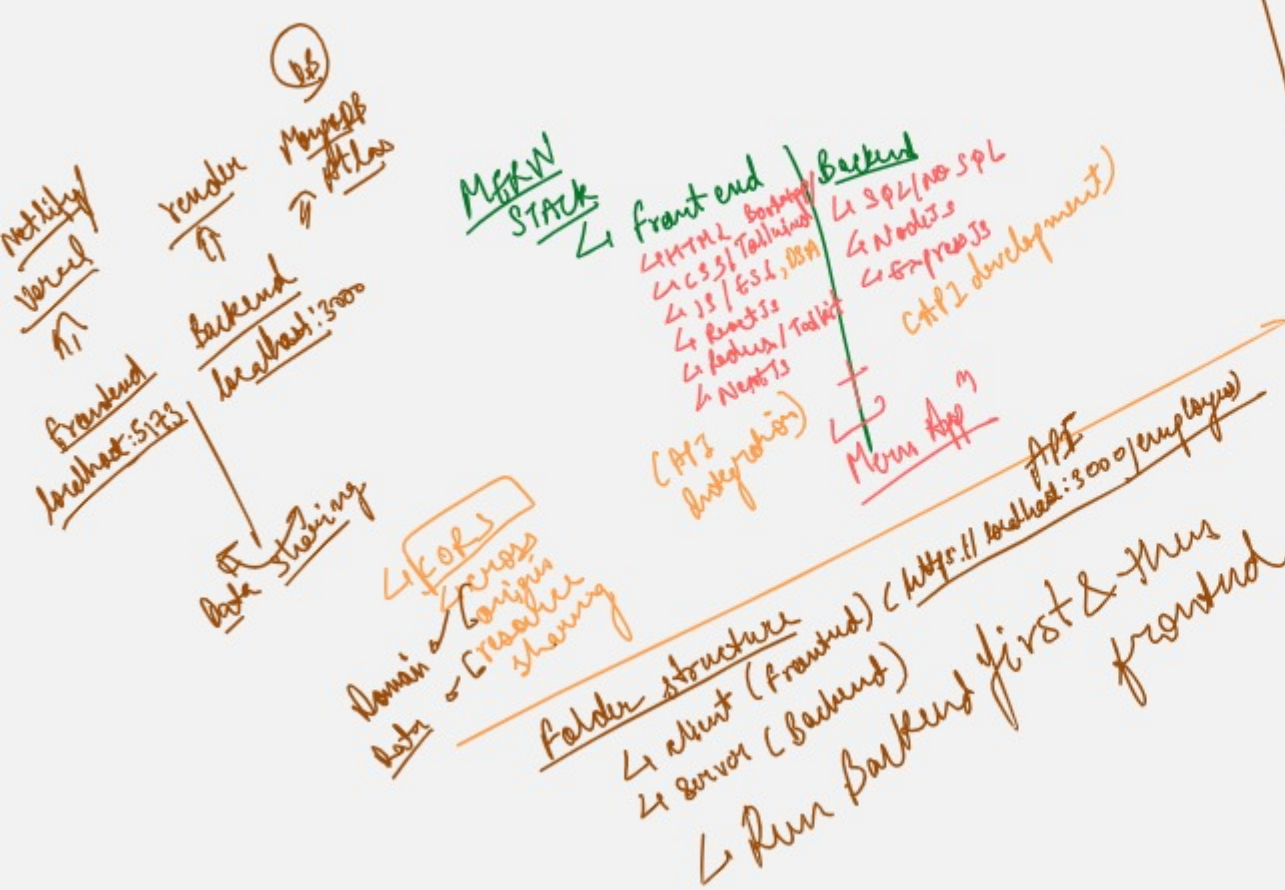 DB
MongoDB
Atlas
render
Netlify/
Vercel
Backend
localhost:3000
Frontend
localhost:5173
Data Sharing
MERN
STACK
Frontend
HTML
CSS/Tailwind/Bootstrap
JS/ES6, DSA
ReactJs
Redux/Toolkit
NextJs
(API
Integration)
Backend
SQL/NO SQL
NodeJs
ExpressJs
(API development)
+
Mern App
CORS
cross
origin
resource
sharing
Domain
Data
Folder structure
client (Frontend) (https://localhost:3000/employees)
API
server (Backend)
Run Backend first & then
frontend